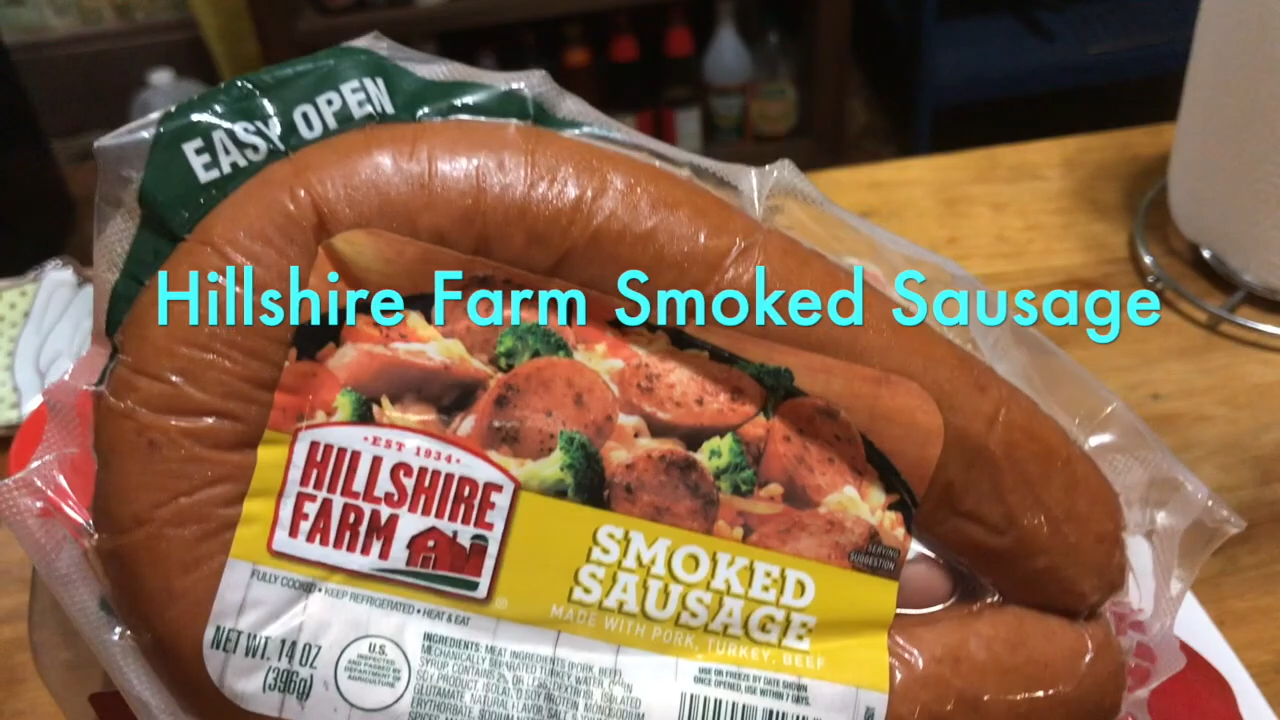 EASY OPEN
Hillshire Farm Smoked Sausage
•EST 1934•
HILLSHIRE
FARM
®
SERVING
SUGGESTION
SMOKED
SAUSAGE
MADE WITH PORK, TURKEY, BEEF
FULLY COOKED • KEEP REFRIGERATED • HEAT & EAT
NET WT. 14 OZ
(396g)
U.S.
INSPECTED
AND PASSED BY
DEPARTMENT OF
AGRICULTURE
INGREDIENTS: MEAT INGREDIENTS (PORK, BEEF),
MECHANICALLY SEPARATED TURKEY, WATER, CORN
SYRUP CONTAINS 2% OR LESS: DEXTROSE, ISOLATED
SOY PRODUCT, ISOLATED SOY PROTEIN, MONOSODIUM
GLUTAMATE, NATURAL FLAVOR, SALT,
ERYTHORBATE, SODIUM
USE OR FREEZE BY DATE SHOWN
ONCE OPENED, USE WITHIN 7 DAYS.